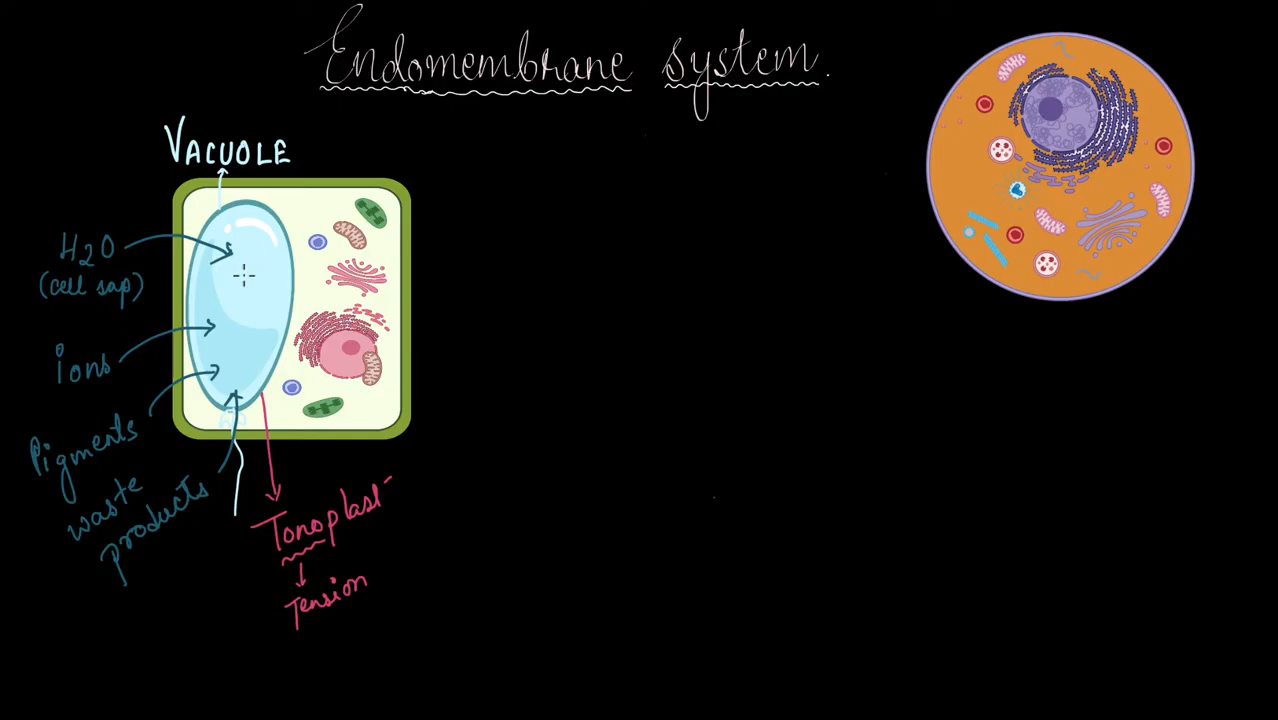 Endomembrane system.
VACUOLE
H2O
(cell sap)
ions
Pigments
waste
products
Tonoplast
Tension